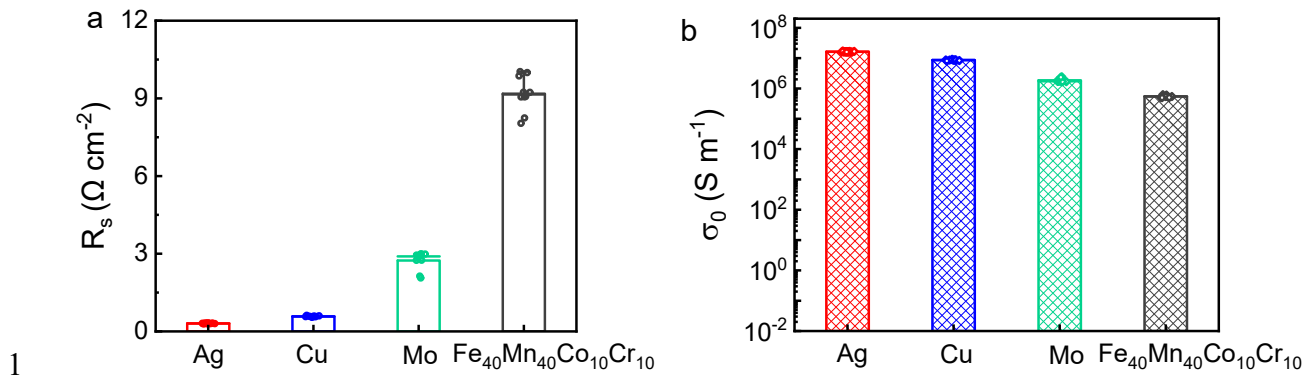 a
12
9
6
3
0
R_s (Ω cm⁻²)
Ag Cu Mo Fe₄₀Mn₄₀Co₁₀Cr₁₀
b
10⁸
10⁶
10⁴
10²
10⁰
10⁻²
σ₀ (S m⁻¹)
Ag Cu Mo Fe₄₀Mn₄₀Co₁₀Cr₁₀
1